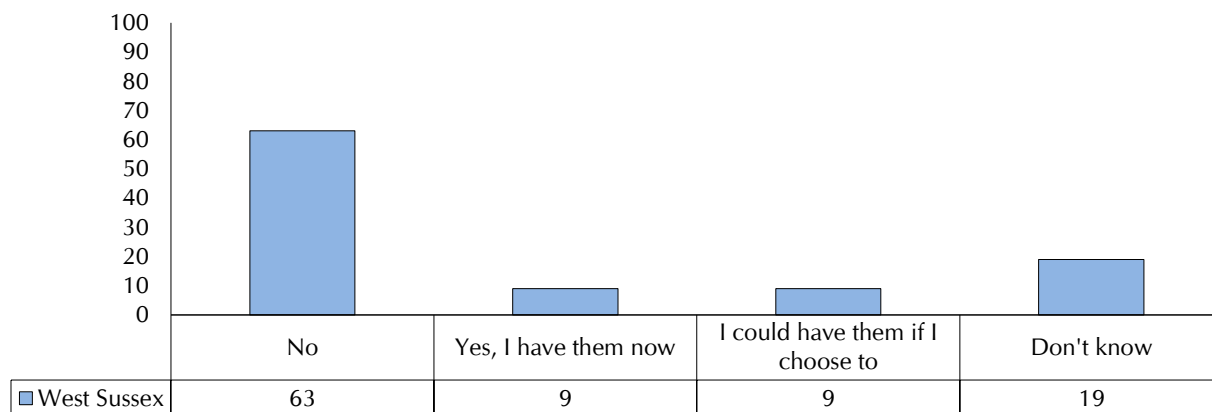 100
90
80
70
60
50
40
30
20
10
0
No
Yes, I have them now
I could have them if I
choose to
Don't know
West Sussex 63 9 9 19